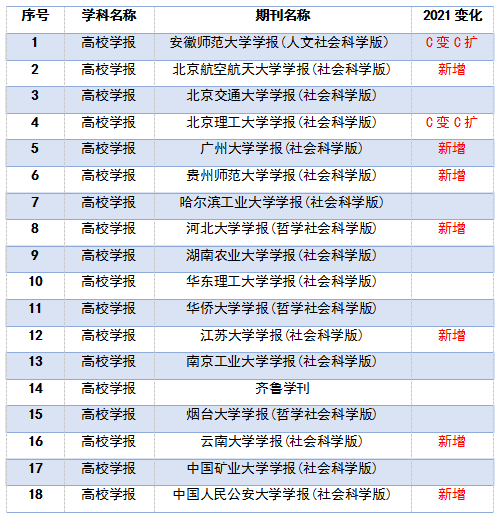 序号 学科名称 期刊名称 2021 变化
1 高校学报 安徽师范大学学报(人文社会科学版) C 变 C 扩
2 高校学报 北京航空航天大学学报(社会科学版) 新增
3 高校学报 北京交通大学学报(社会科学版)
4 高校学报 北京理工大学学报(社会科学版) C 变 C 扩
5 高校学报 广州大学学报(社会科学版) 新增
6 高校学报 贵州师范大学学报(社会科学版) 新增
7 高校学报 哈尔滨工业大学学报(社会科学版)
8 高校学报 河北大学学报(哲学社会科学版) 新增
9 高校学报 湖南农业大学学报(社会科学版)
10 高校学报 华东理工大学学报(社会科学版)
11 高校学报 华侨大学学报(哲学社会科学版)
12 高校学报 江苏大学学报(社会科学版) 新增
13 高校学报 南京工业大学学报(社会科学版)
14 高校学报 齐鲁学刊
15 高校学报 烟台大学学报(哲学社会科学版)
16 高校学报 云南大学学报(社会科学版) 新增
17 高校学报 中国矿业大学学报(社会科学版)
18 高校学报 中国人民公安大学学报(社会科学版) 新增